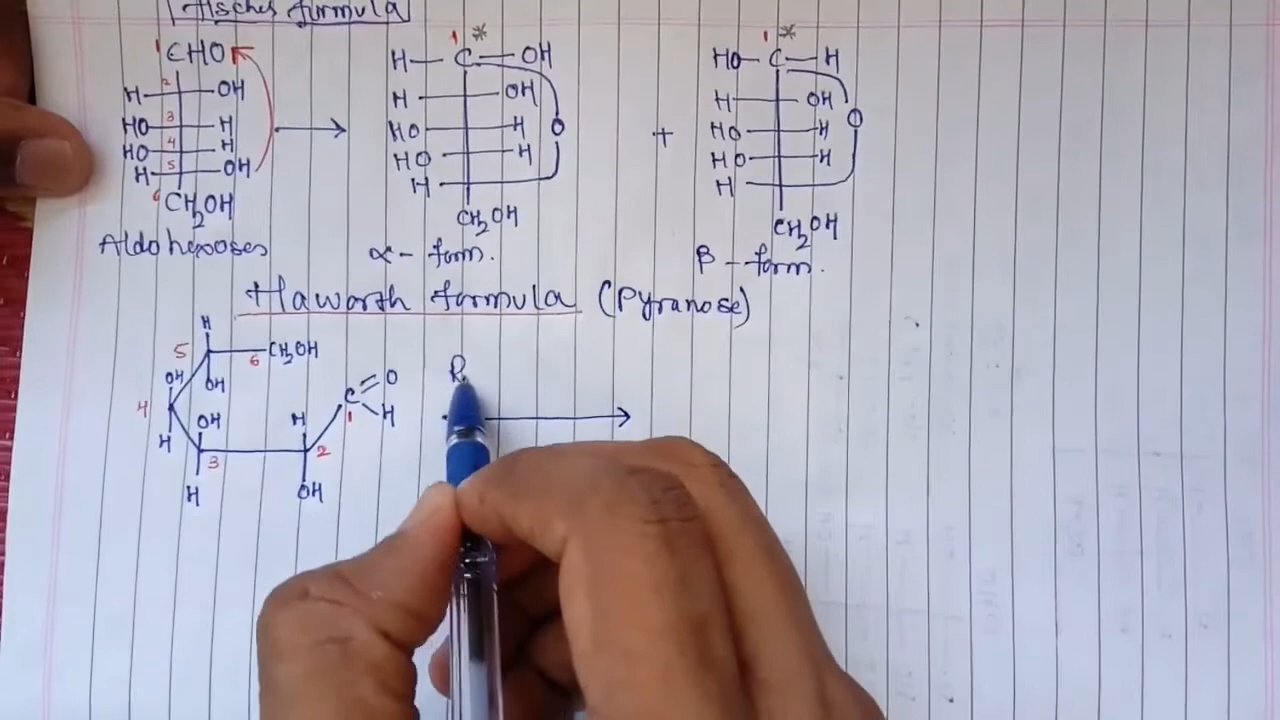 Fischer formula
1 CHO
2 H OH
3 HO H
4 HO H
5 H OH
6 CH2OH
Aldohexoses
1 *
H C OH
H OH
HO H O
HO H
H
CH2OH
α- form.
+
1 *
HO C H
H OH
HO H O
HO H
H
CH2OH
β - form.
Haworth formula (Pyranose)
H
5 6 CH2OH
OH OH
4
H
OH
3
H
H
2
OH
C O
1 H
R